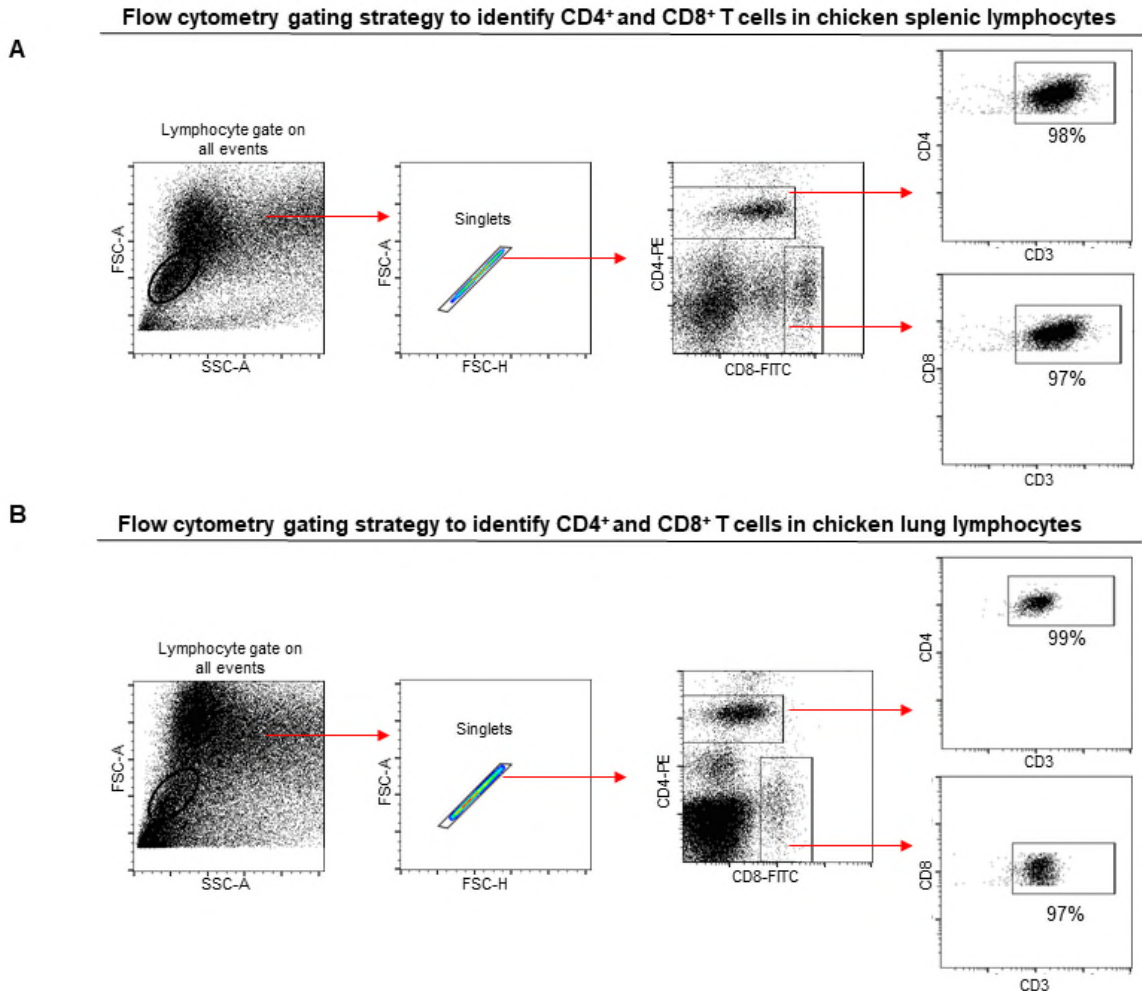 Flow cytometry gating strategy to identify CD4+ and CD8+ T cells in chicken splenic lymphocytes
A
Lymphocyte gate on
all events
FSC-A
SSC-A
Singlets
FSC-A
FSC-H
CD4-PE
CD8-FITC
CD4
98%
CD3
CD8
97%
CD3
B
Flow cytometry gating strategy to identify CD4+ and CD8+ T cells in chicken lung lymphocytes
Lymphocyte gate on
all events
FSC-A
SSC-A
Singlets
FSC-A
FSC-H
CD4-PE
CD8-FITC
CD4
99%
CD3
CD8
97%
CD3